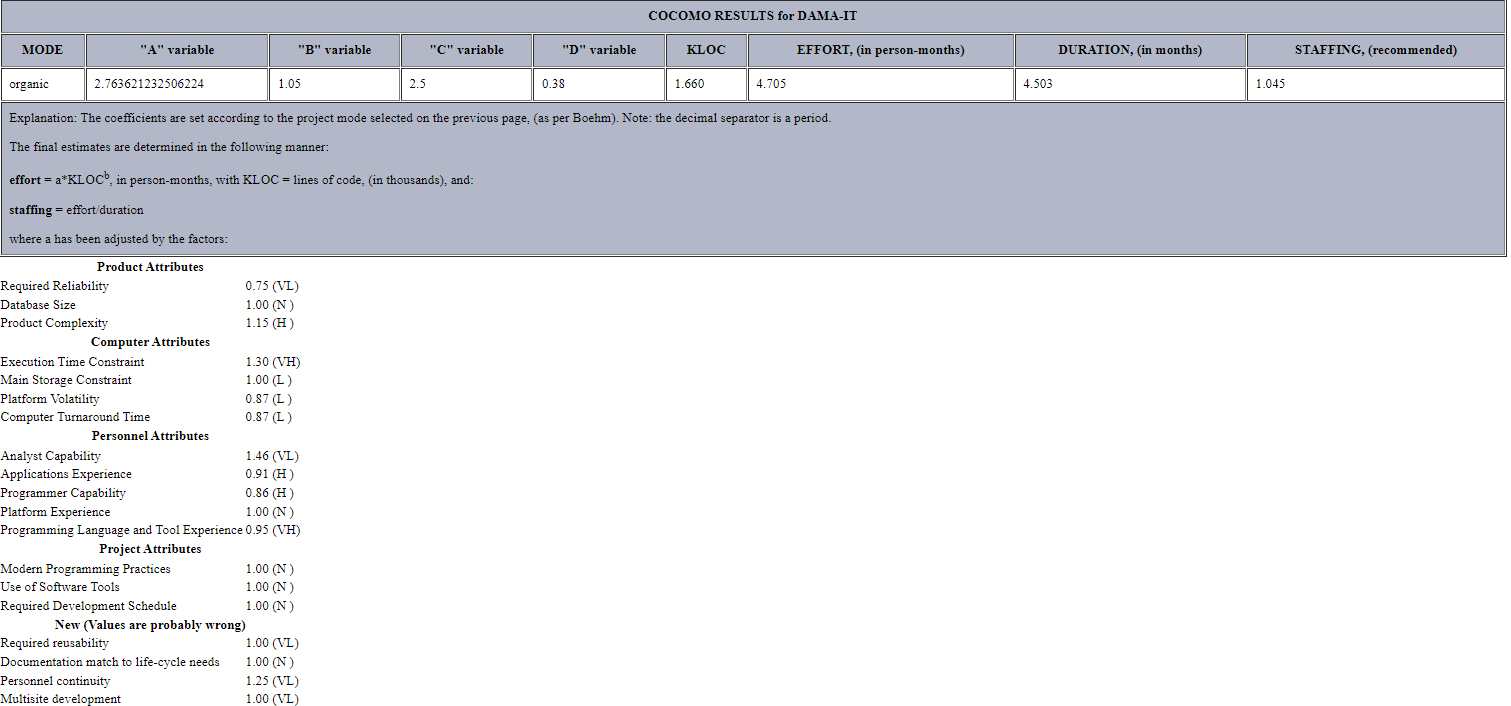 COCOMO RESULTS for DAMA-IT
MODE "A" variable "B" variable "C" variable "D" variable KLOC EFFORT, (in person-months) DURATION, (in months) STAFFING, (recommended)
organic 2.763621232506224 1.05 2.5 0.38 1.660 4.705 4.503 1.045
Explanation: The coefficients are set according to the project mode selected on the previous page, (as per Boehm). Note: the decimal separator is a period.
The final estimates are determined in the following manner:
effort = a*KLOCb, in person-months, with KLOC = lines of code, (in thousands), and:
staffing = effort/duration
where a has been adjusted by the factors:
Product Attributes
Required Reliability 0.75 (VL)
Database Size 1.00 (N )
Product Complexity 1.15 (H )
Computer Attributes
Execution Time Constraint 1.30 (VH)
Main Storage Constraint 1.00 (L )
Platform Volatility 0.87 (L )
Computer Turnaround Time 0.87 (L )
Personnel Attributes
Analyst Capability 1.46 (VL)
Applications Experience 0.91 (H )
Programmer Capability 0.86 (H )
Platform Experience 1.00 (N )
Programming Language and Tool Experience 0.95 (VH)
Project Attributes
Modern Programming Practices 1.00 (N )
Use of Software Tools 1.00 (N )
Required Development Schedule 1.00 (N )
New (Values are probably wrong)
Required reusability 1.00 (VL)
Documentation match to life-cycle needs 1.00 (N )
Personnel continuity 1.25 (VL)
Multisite development 1.00 (VL)